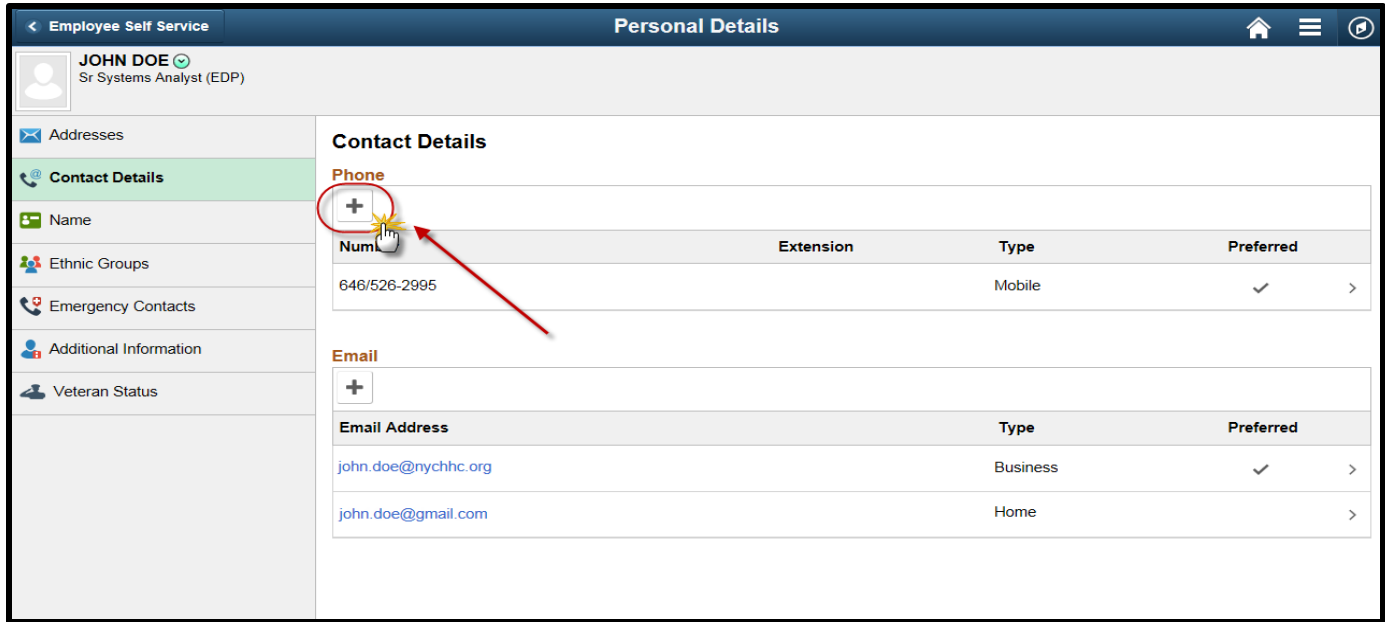 Employee Self Service Personal Details
JOHN DOE
Sr Systems Analyst (EDP)
Addresses
Contact Details
Name
Ethnic Groups
Emergency Contacts
Additional Information
Veteran Status
Contact Details
Phone
Extension Type Preferred
646/526-2995 Mobile
Email
Email Address Type Preferred
john.doe@nychhc.org Business
john.doe@gmail.com Home